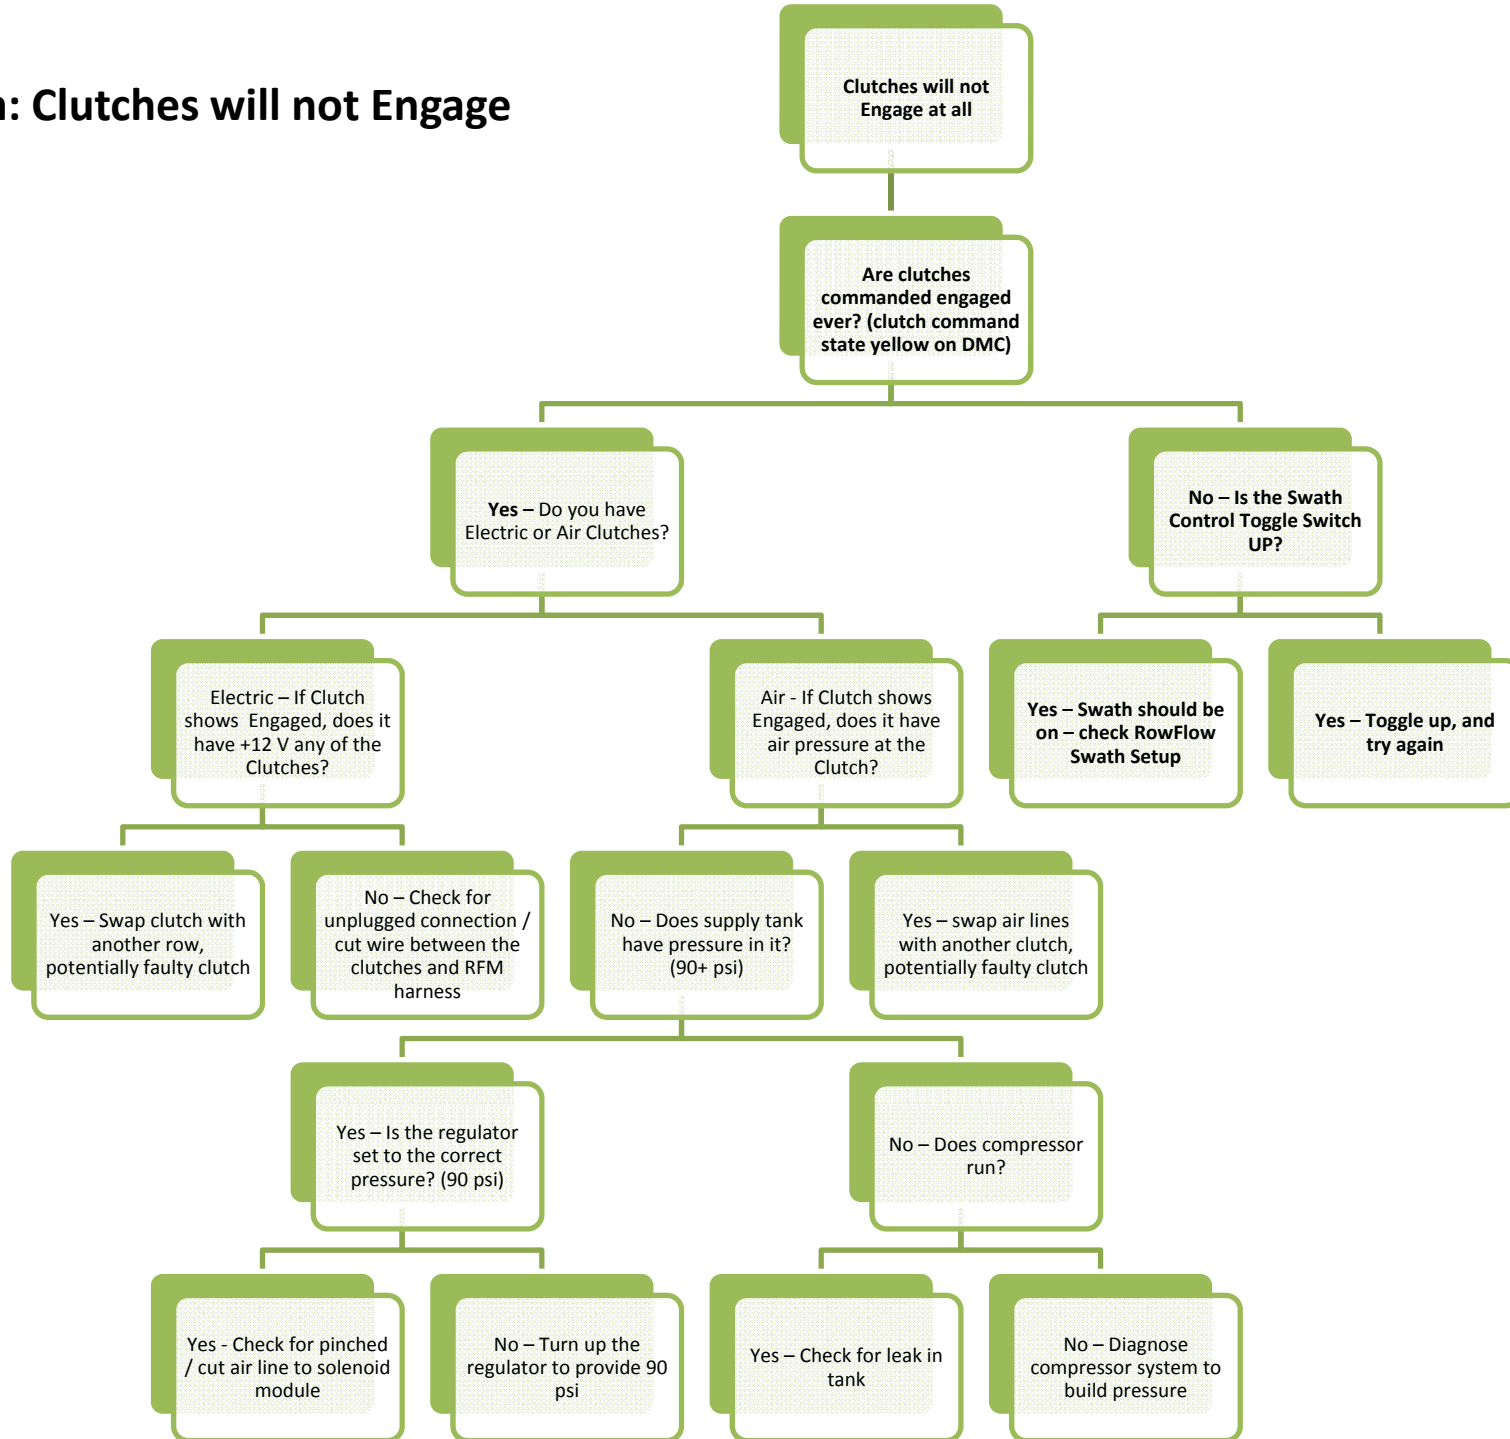 n: Clutches will not Engage
Clutches will not
Engage at all
Are clutches
commanded engaged
ever? (clutch command
state yellow on DMC)
Yes – Do you have
Electric or Air Clutches?
No – Is the Swath
Control Toggle Switch
UP?
Electric – If Clutch
shows  Engaged, does it
have +12 V any of the
Clutches?
Air - If Clutch shows
Engaged, does it have
air pressure at the
Clutch?
Yes – Swath should be
on – check RowFlow
Swath Setup
Yes – Toggle up, and
try again
Yes – Swap clutch with
another row,
potentially faulty clutch
No – Check for
unplugged connection /
cut wire between the
clutches and RFM
harness
No – Does supply tank
have pressure in it?
(90+ psi)
Yes – swap air lines
with another clutch,
potentially faulty clutch
Yes – Is the regulator
set to the correct
pressure? (90 psi)
No – Does compressor
run?
Yes - Check for pinched
/ cut air line to solenoid
module
No – Turn up the
regulator to provide 90
psi
Yes – Check for leak in
tank
No – Diagnose
compressor system to
build pressure